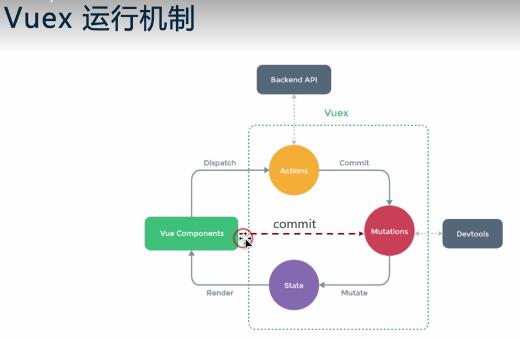 Vuex 运行机制
Backend API
Vuex
Dispatch
Actions
Commit
Vue Components
commit
Mutations
Devtools
State
Render
Mutate